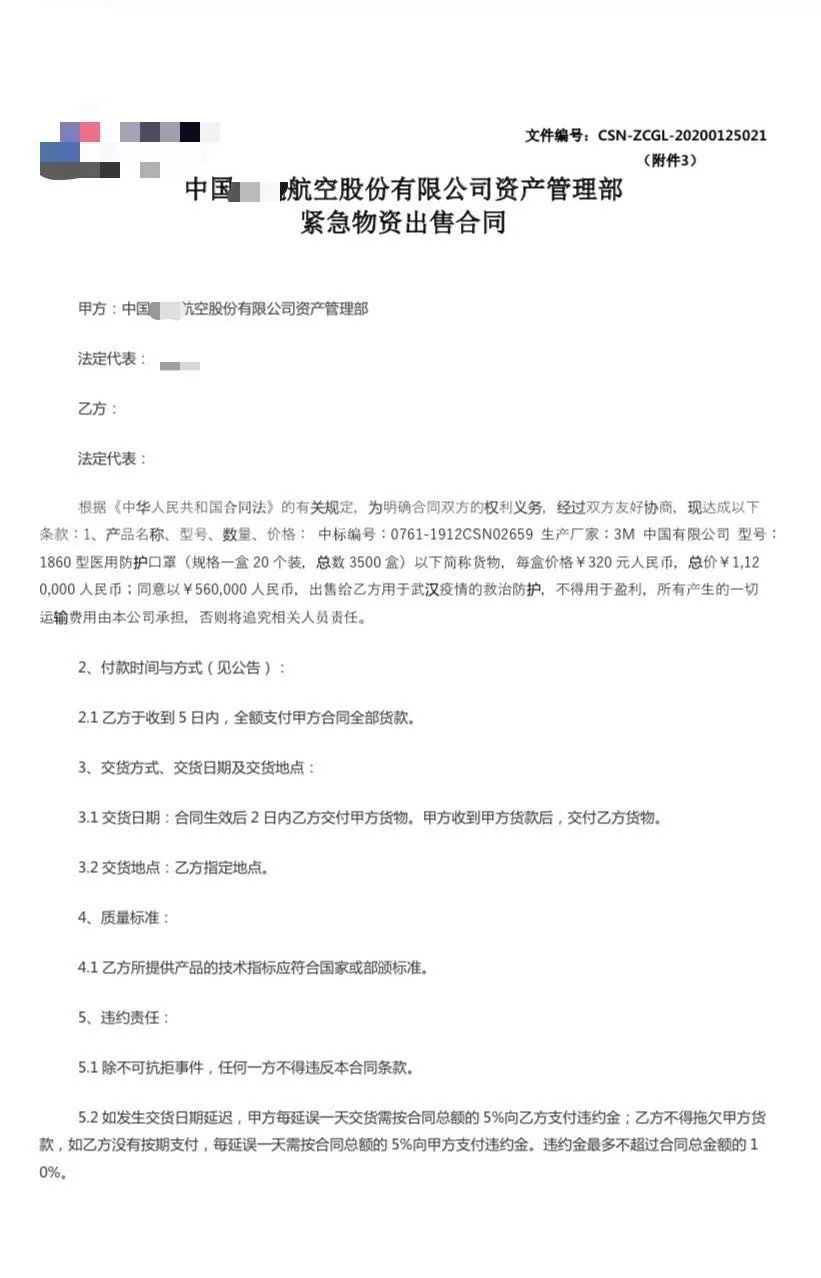 文件编号：CSN-ZCGL-20200125021
（附件3）
中国航空股份有限公司资产管理部
紧急物资出售合同
甲方：中国航空股份有限公司资产管理部
法定代表：
乙方：
法定代表：
根据《中华人民共和国合同法》的有关规定，为明确合同双方的权利义务，经过双方友好协商，现达成以下
条款：1、产品名称、型号、数量、价格： 中标编号：0761-1912CSN02659 生产厂家：3M 中国有限公司 型号：
1860 型医用防护口罩（规格一盒 20 个装，总数 3500 盒）以下简称货物，每盒价格￥320 元人民币，总价￥1,12
0,000 人民币；同意以￥560,000 人民币，出售给乙方用于武汉疫情的救治防护，不得用于盈利，所有产生的一切
运输费用由本公司承担，否则将追究相关人员责任。
2、付款时间与方式（见公告）：
2.1 乙方于收到 5 日内，全额支付甲方合同全部货款。
3、交货方式、交货日期及交货地点：
3.1 交货日期：合同生效后 2 日内乙方交付甲方货物。甲方收到甲方货款后，交付乙方货物。
3.2 交货地点：乙方指定地点。
4、质量标准：
4.1 乙方所提供产品的技术指标应符合国家或部颁标准。
5、违约责任：
5.1 除不可抗拒事件，任何一方不得违反本合同条款。
5.2 如发生交货日期延迟，甲方每延误一天交货需按合同总额的 5%向乙方支付违约金；乙方不得拖欠甲方货
款，如乙方没有按期支付，每延误一天需按合同总额的 5%向甲方支付违约金。违约金最多不超过合同总金额的 1
0%。